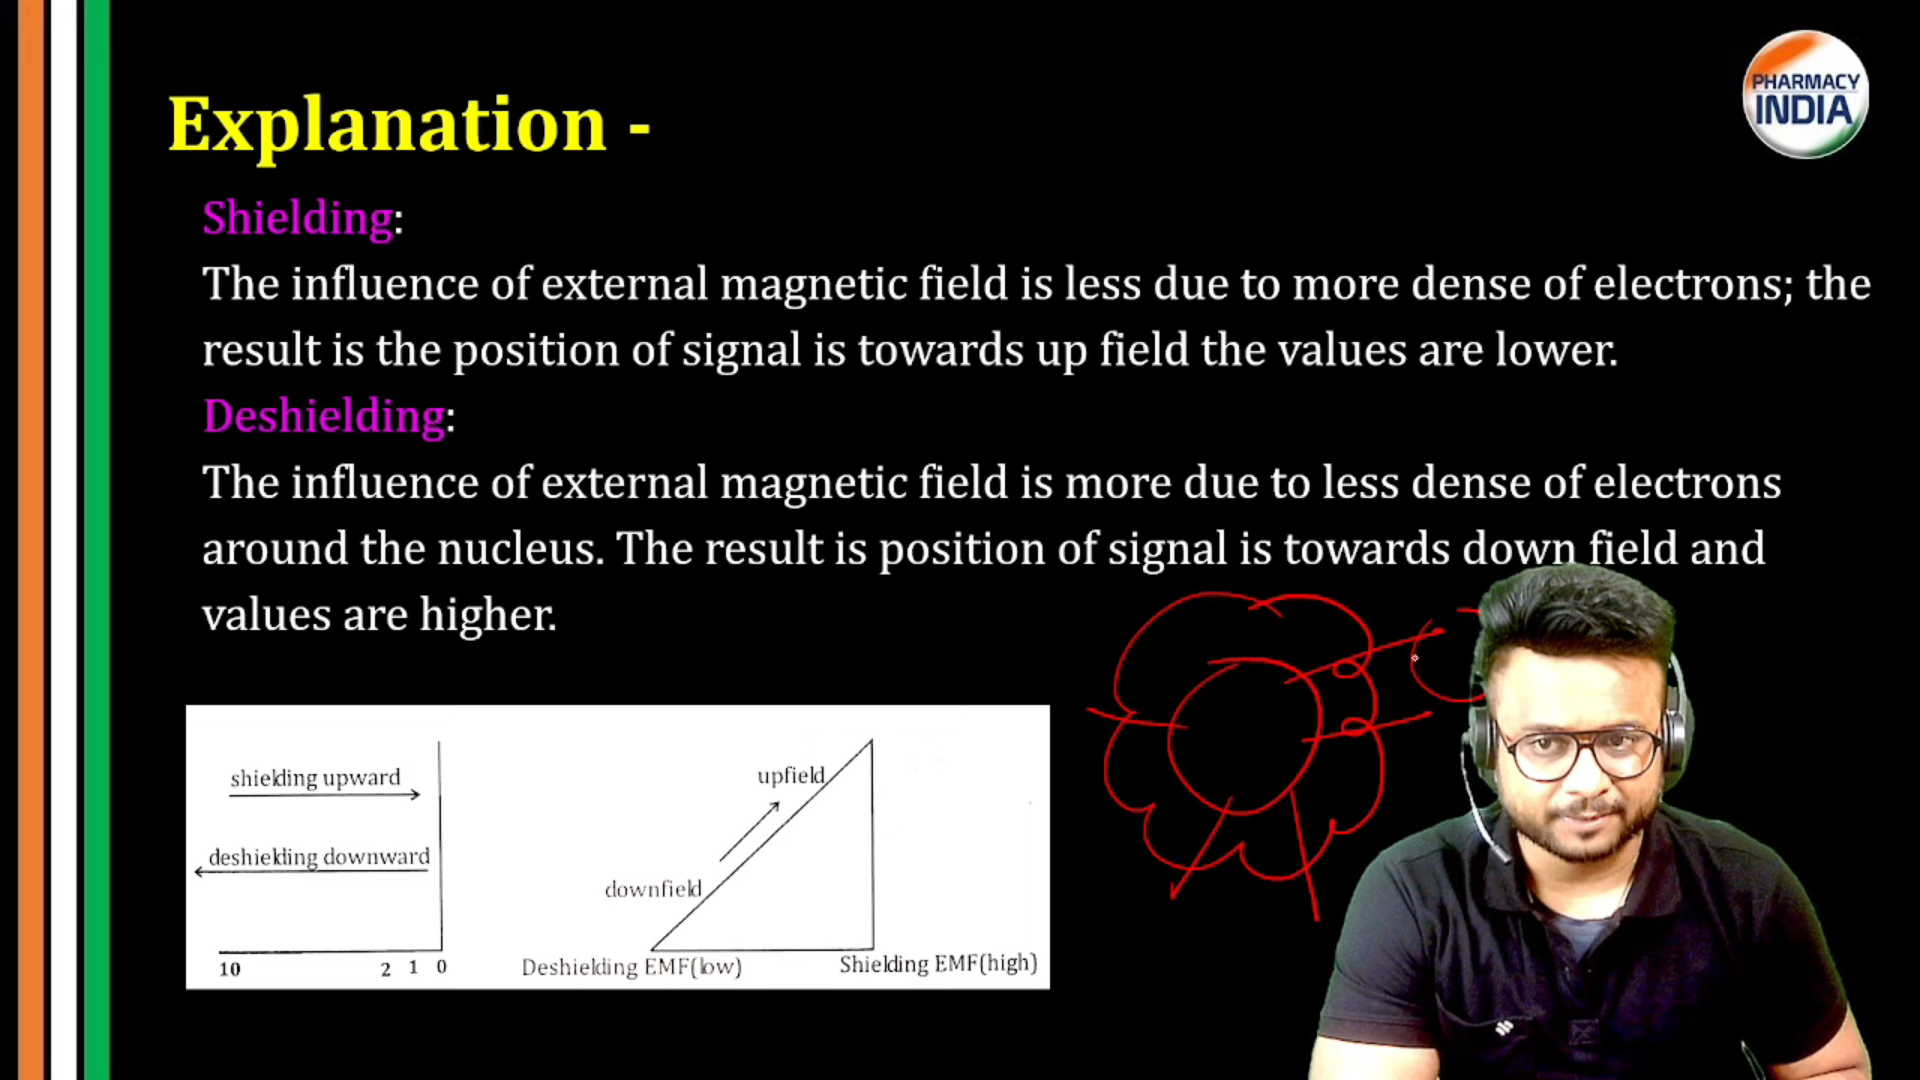 PHARMACY
INDIA
Explanation -
Shielding:
The influence of external magnetic field is less due to more dense of electrons; the
result is the position of signal is towards up field the values are lower.
Deshielding:
The influence of external magnetic field is more due to less dense of electrons
around the nucleus. The result is position of signal is towards down field and
values are higher.
shielding upward
deshielding downward
10 2 1 0
upfield
downfield
Deshielding EMF(low)
Shielding EMF(high)